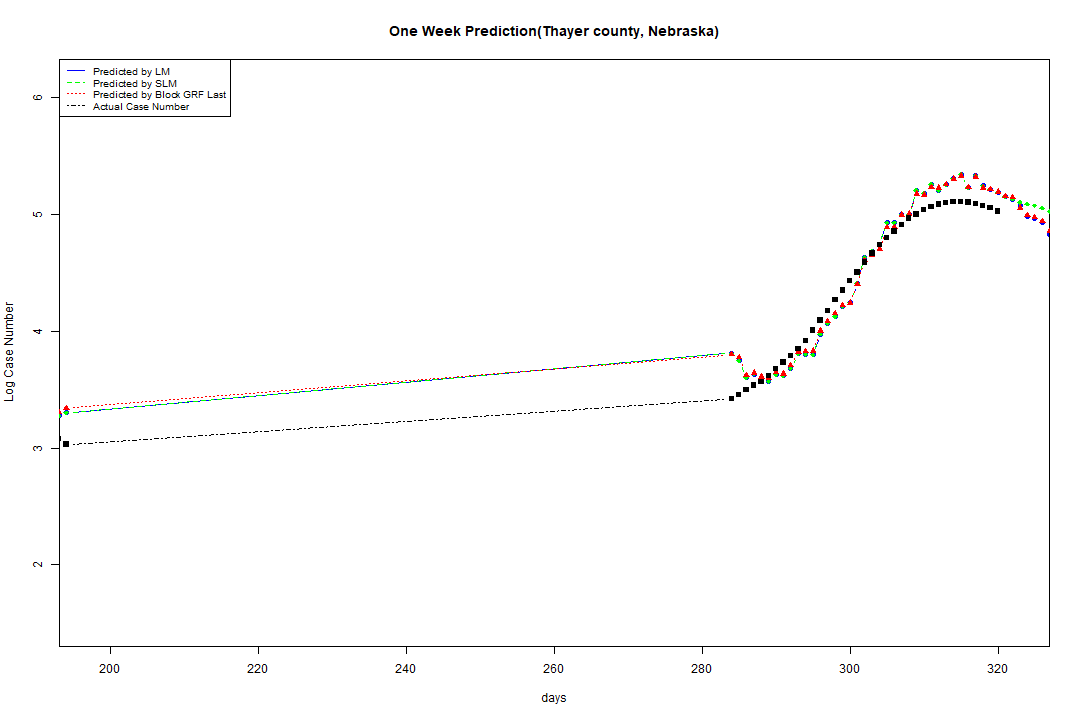 One Week Prediction(Thayer county, Nebraska)
Predicted by LM
Predicted by SLM
Predicted by Block GRF Last
Actual Case Number
6
5
4
3
2
Log Case Number
200 220 240 260 280 300 320
days